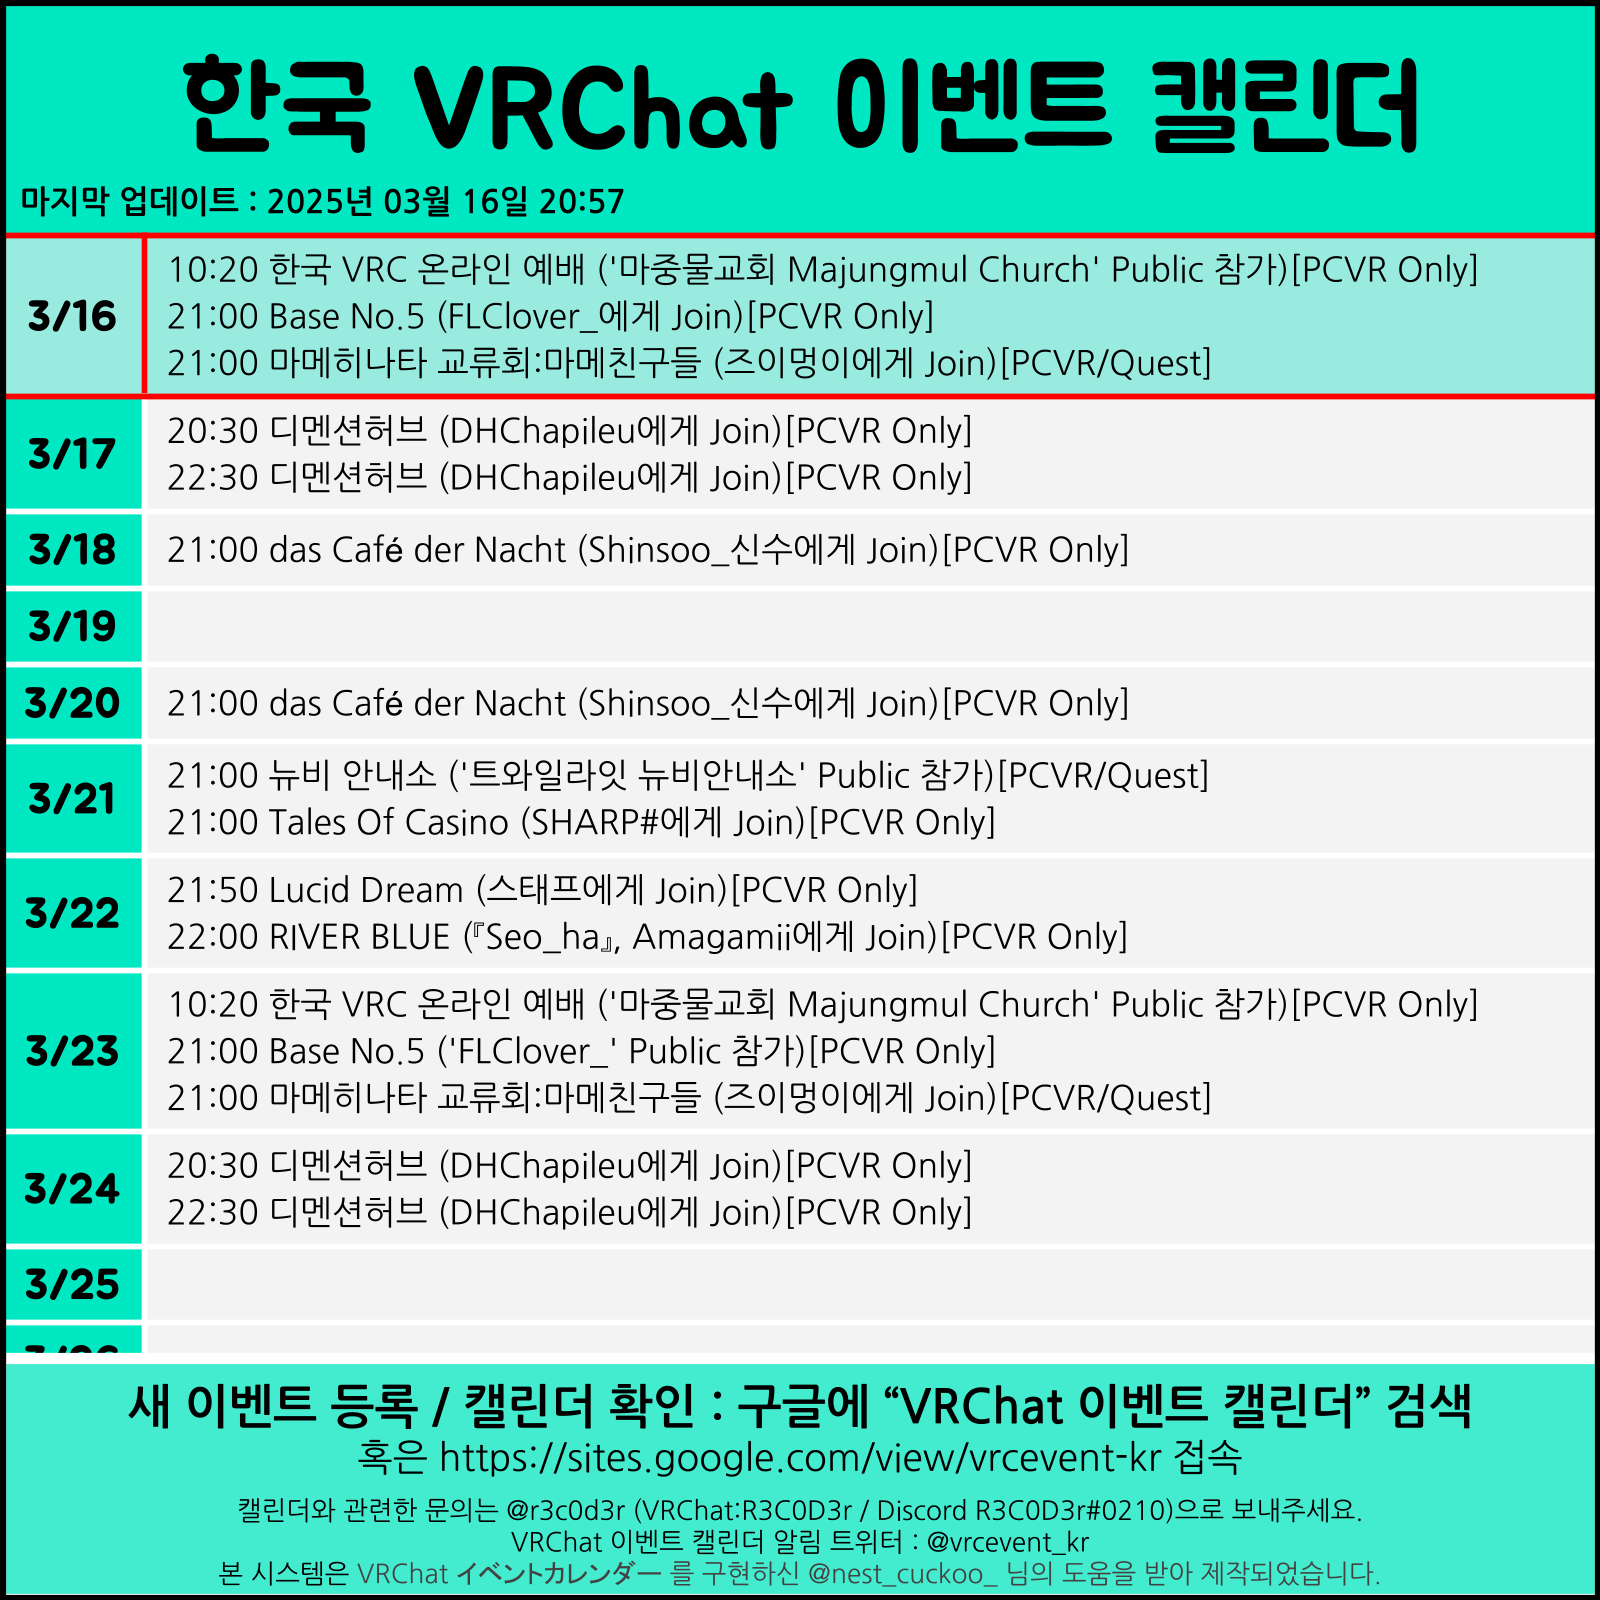 한국 VRChat 이벤트 캘린더
마지막 업데이트 : 2025년 03월 16일 20:57
3/16
10:20 한국 VRC 온라인 예배 ('마중물교회 Majungmul Church' Public 참가)[PCVR Only]
21:00 Base No.5 (FLClover_에게 Join)[PCVR Only]
21:00 마메히나타 교류회:마메친구들 (즈이멍이에게 Join)[PCVR/Quest]
3/17
20:30 디멘션허브 (DHChapileu에게 Join)[PCVR Only]
22:30 디멘션허브 (DHChapileu에게 Join)[PCVR Only]
3/18
21:00 das Café der Nacht (Shinsoo_신수에게 Join)[PCVR Only]
3/19
3/20
21:00 das Café der Nacht (Shinsoo_신수에게 Join)[PCVR Only]
3/21
21:00 뉴비 안내소 ('트와일라잇 뉴비안내소' Public 참가)[PCVR/Quest]
21:00 Tales Of Casino (SHARP#에게 Join)[PCVR Only]
3/22
21:50 Lucid Dream (스태프에게 Join)[PCVR Only]
22:00 RIVER BLUE (『Seo_ha』, Amagamii에게 Join)[PCVR Only]
3/23
10:20 한국 VRC 온라인 예배 ('마중물교회 Majungmul Church' Public 참가)[PCVR Only]
21:00 Base No.5 ('FLClover_' Public 참가)[PCVR Only]
21:00 마메히나타 교류회:마메친구들 (즈이멍이에게 Join)[PCVR/Quest]
3/24
20:30 디멘션허브 (DHChapileu에게 Join)[PCVR Only]
22:30 디멘션허브 (DHChapileu에게 Join)[PCVR Only]
3/25
새 이벤트 등록 / 캘린더 확인 : 구글에 “VRChat 이벤트 캘린더” 검색
혹은 https://sites.google.com/view/vrcevent-kr 접속
캘린더와 관련한 문의는 @r3c0d3r (VRChat:R3C0D3r / Discord R3C0D3r#0210)으로 보내주세요.
VRChat 이벤트 캘린더 알림 트위터 : @vrcevent_kr
본 시스템은 VRChat イベントカレンダー 를 구현하신 @nest_cuckoo_ 님의 도움을 받아 제작되었습니다.